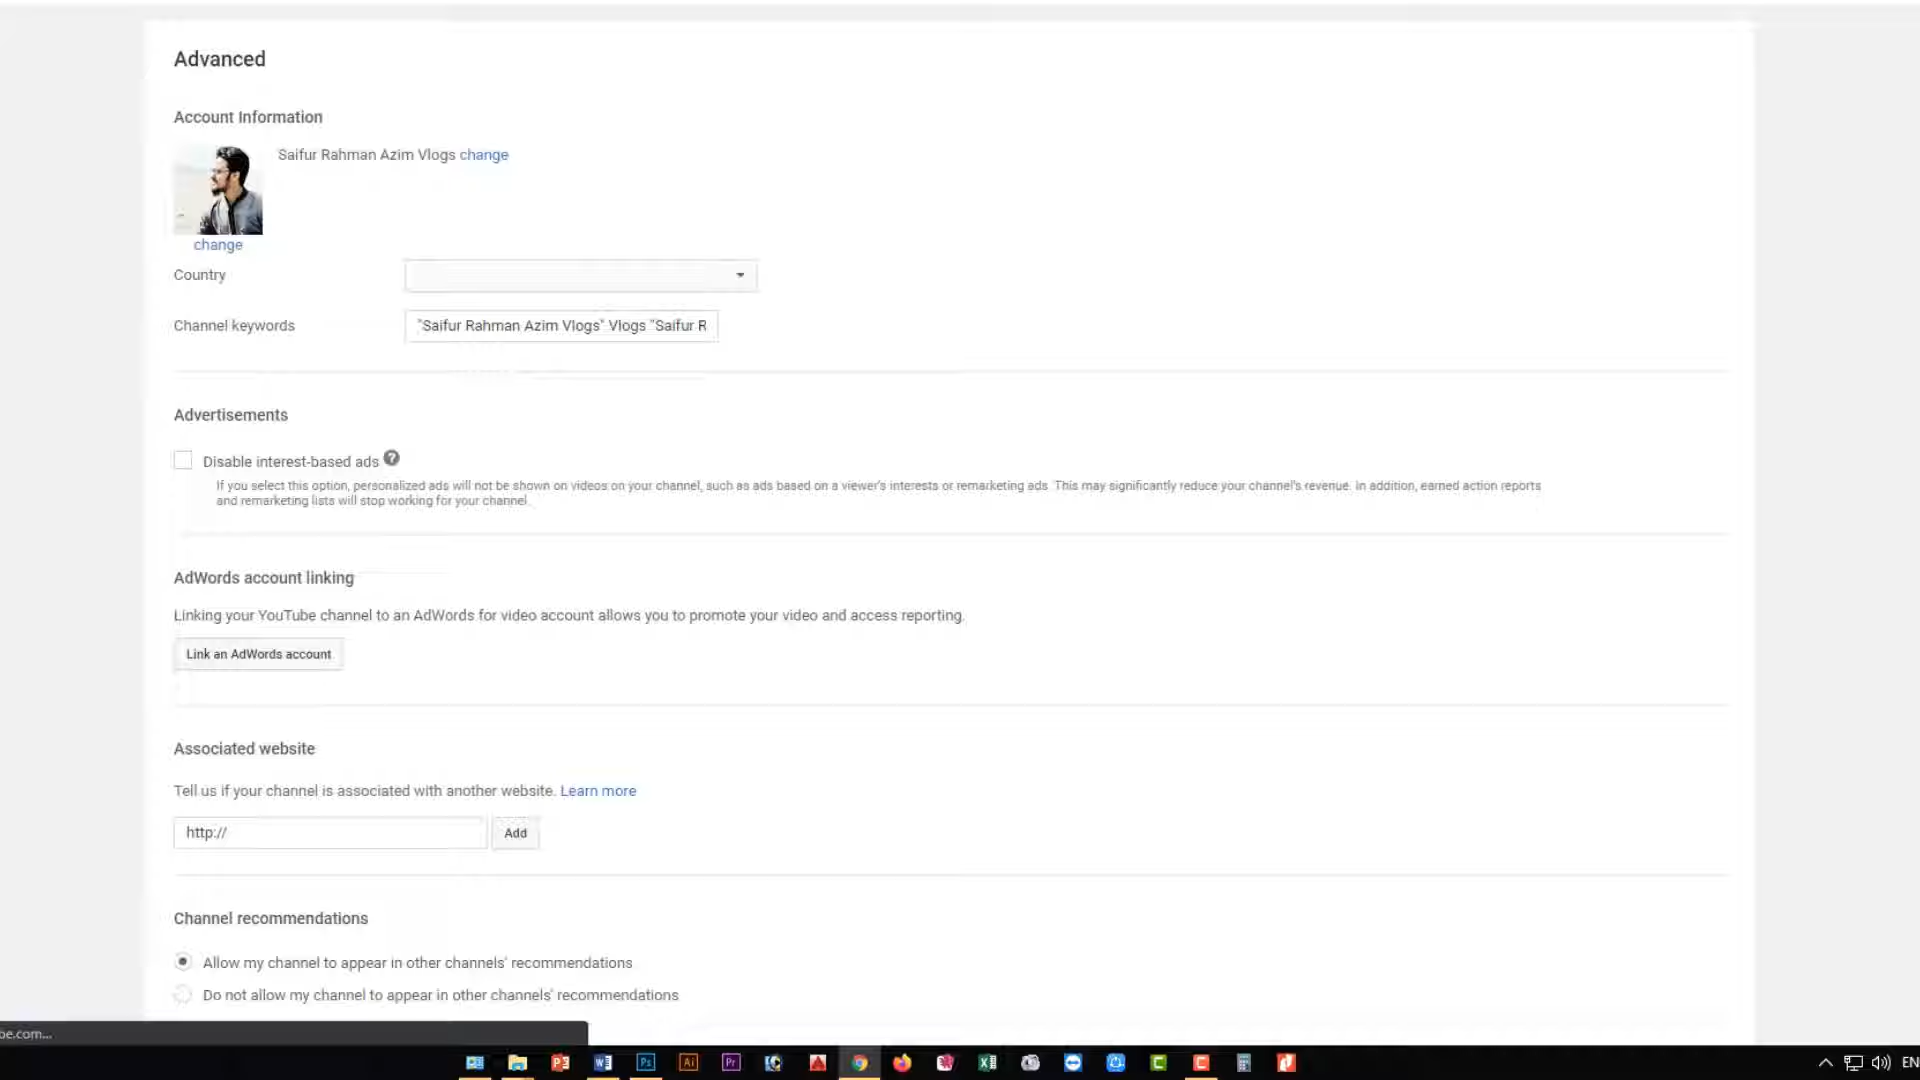 Advanced
Account Information
Saifur Rahman Azim Vlogs change
change
Country
Channel keywords "Saifur Rahman Azim Vlogs" Vlogs "Saifur R
Advertisements
Disable interest-based ads ?
If you select this option, personalized ads will not be shown on videos on your channel, such as ads based on a viewer's interests or remarketing ads. This may significantly reduce your channel's revenue. In addition, earned action reports
and remarketing lists will stop working for your channel.
AdWords account linking
Linking your YouTube channel to an AdWords for video account allows you to promote your video and access reporting.
Link an AdWords account
Associated website
Tell us if your channel is associated with another website. Learn more
http:// Add
Channel recommendations
Allow my channel to appear in other channels' recommendations
Do not allow my channel to appear in other channels' recommendations
be.com...
Ps Ai Pr EN